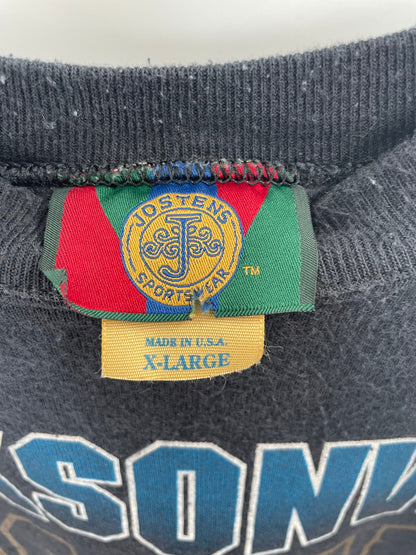 JOSTENS
J
SPORTSWEAR
TM
MADE IN U.S.A.
X-LARGE